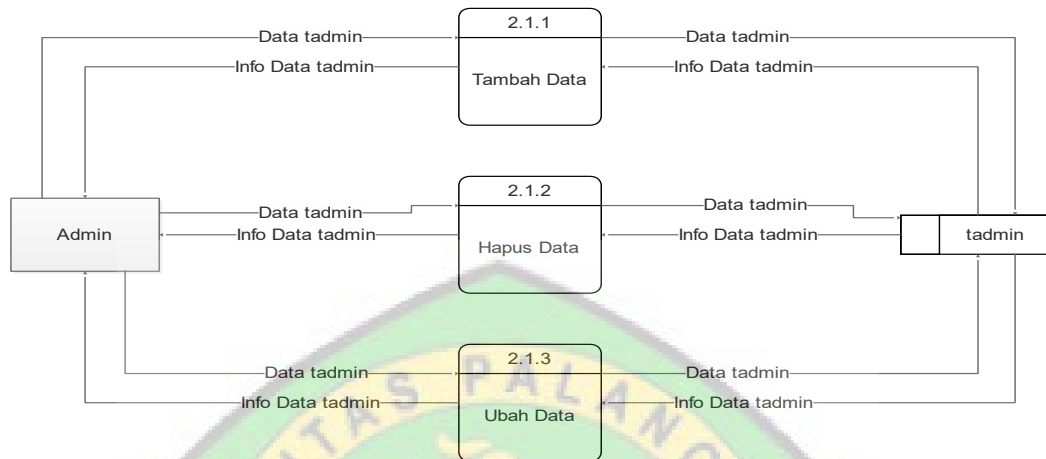 2.1.1
Data tadmin
Data tadmin
Info Data tadmin
Info Data tadmin
Tambah Data
2.1.2
Data tadmin
Data tadmin
Admin
Info Data tadmin
Info Data tadmin
tadmin
Hapus Data
2.1.3
Data tadmin
Data tadmin
Info Data tadmin
Info Data tadmin
Ubah Data
ITAS PALANG